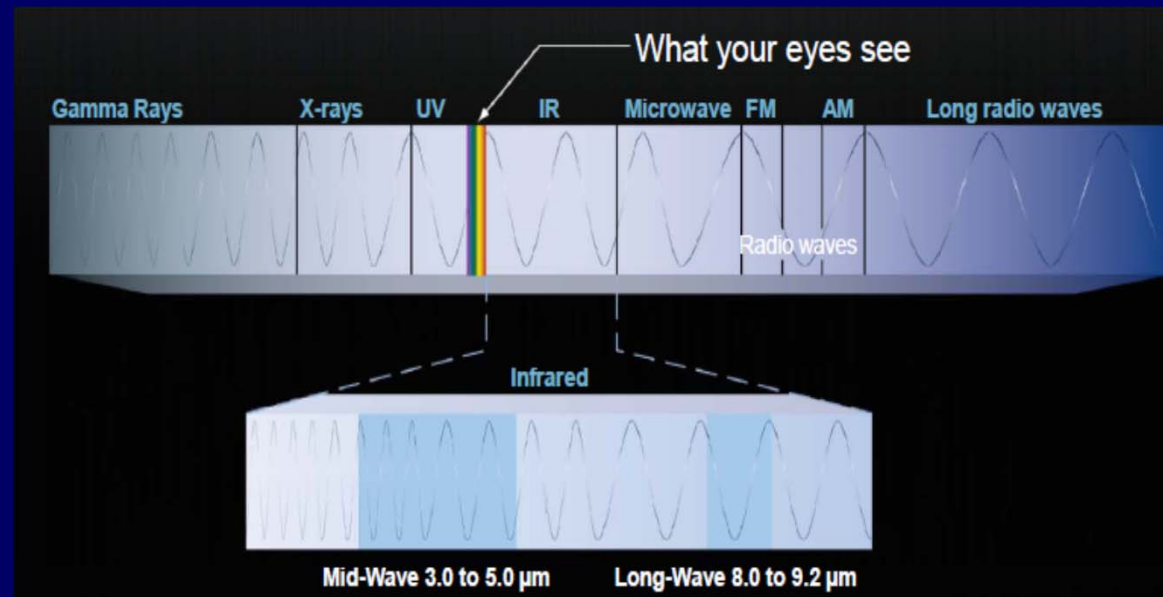 What your eyes see
Gamma Rays X-rays UV IR Microwave FM AM Long radio waves
Radio waves
Infrared
Mid-Wave 3.0 to 5.0 µm Long-Wave 8.0 to 9.2 µm